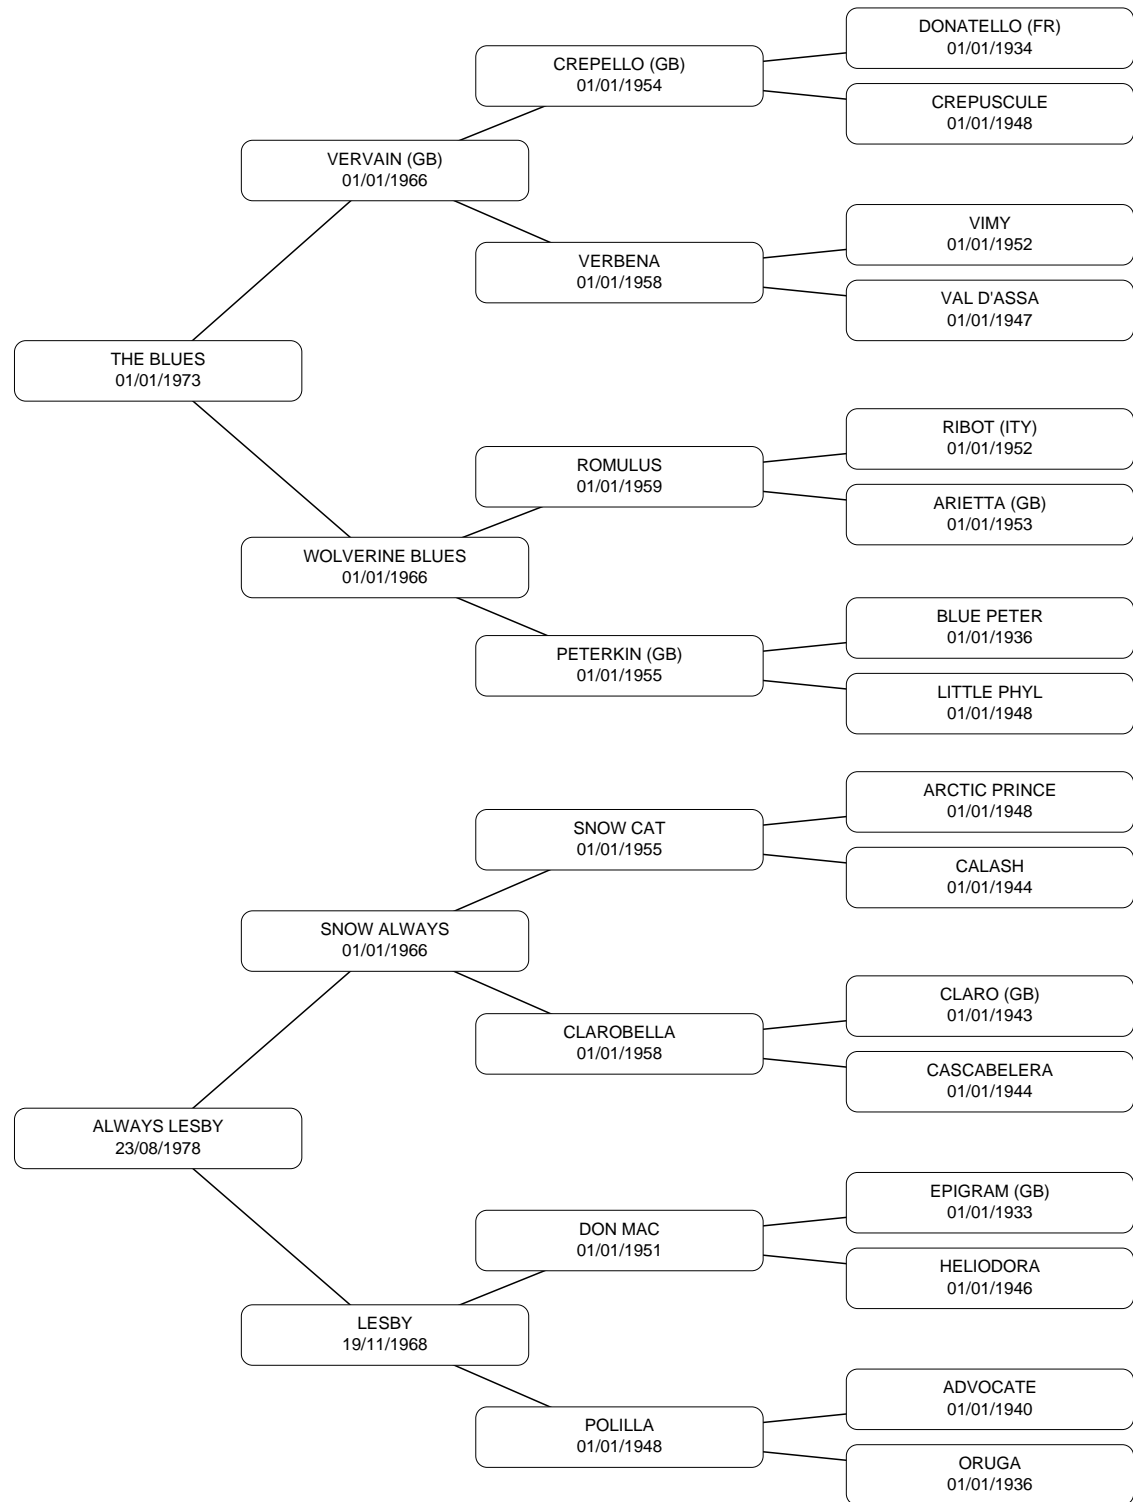 DONATELLO (FR)
01/01/1934
CREPELLO (GB)
01/01/1954
CREPUSCULE
01/01/1948
VERVAIN (GB)
01/01/1966
VIMY
01/01/1952
VERBENA
01/01/1958
VAL D'ASSA
01/01/1947
THE BLUES
01/01/1973
RIBOT (ITY)
01/01/1952
ROMULUS
01/01/1959
ARIETTA (GB)
01/01/1953
WOLVERINE BLUES
01/01/1966
BLUE PETER
01/01/1936
PETERKIN (GB)
01/01/1955
LITTLE PHYL
01/01/1948
ARCTIC PRINCE
01/01/1948
SNOW CAT
01/01/1955
CALASH
01/01/1944
SNOW ALWAYS
01/01/1966
CLARO (GB)
01/01/1943
CLAROBELLA
01/01/1958
CASCABELERA
01/01/1944
ALWAYS LESBY
23/08/1978
EPIGRAM (GB)
01/01/1933
DON MAC
01/01/1951
HELIODORA
01/01/1946
LESBY
19/11/1968
ADVOCATE
01/01/1940
POLILLA
01/01/1948
ORUGA
01/01/1936